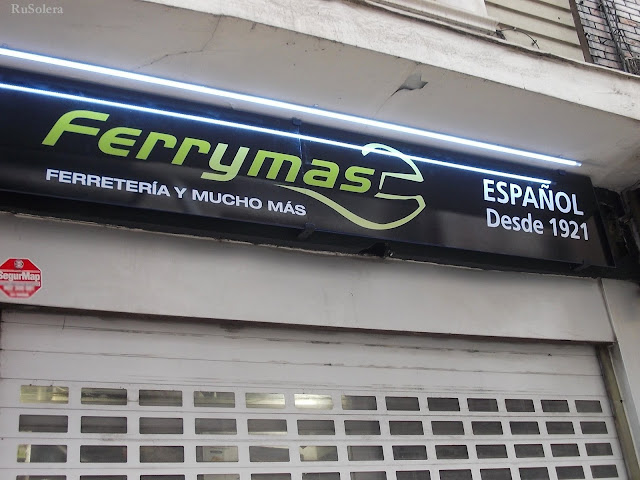 RuSolera
Ferrymas
FERRETERÍA Y MUCHO MÁS
ESPAÑOL
Desde 1921
SegurMap